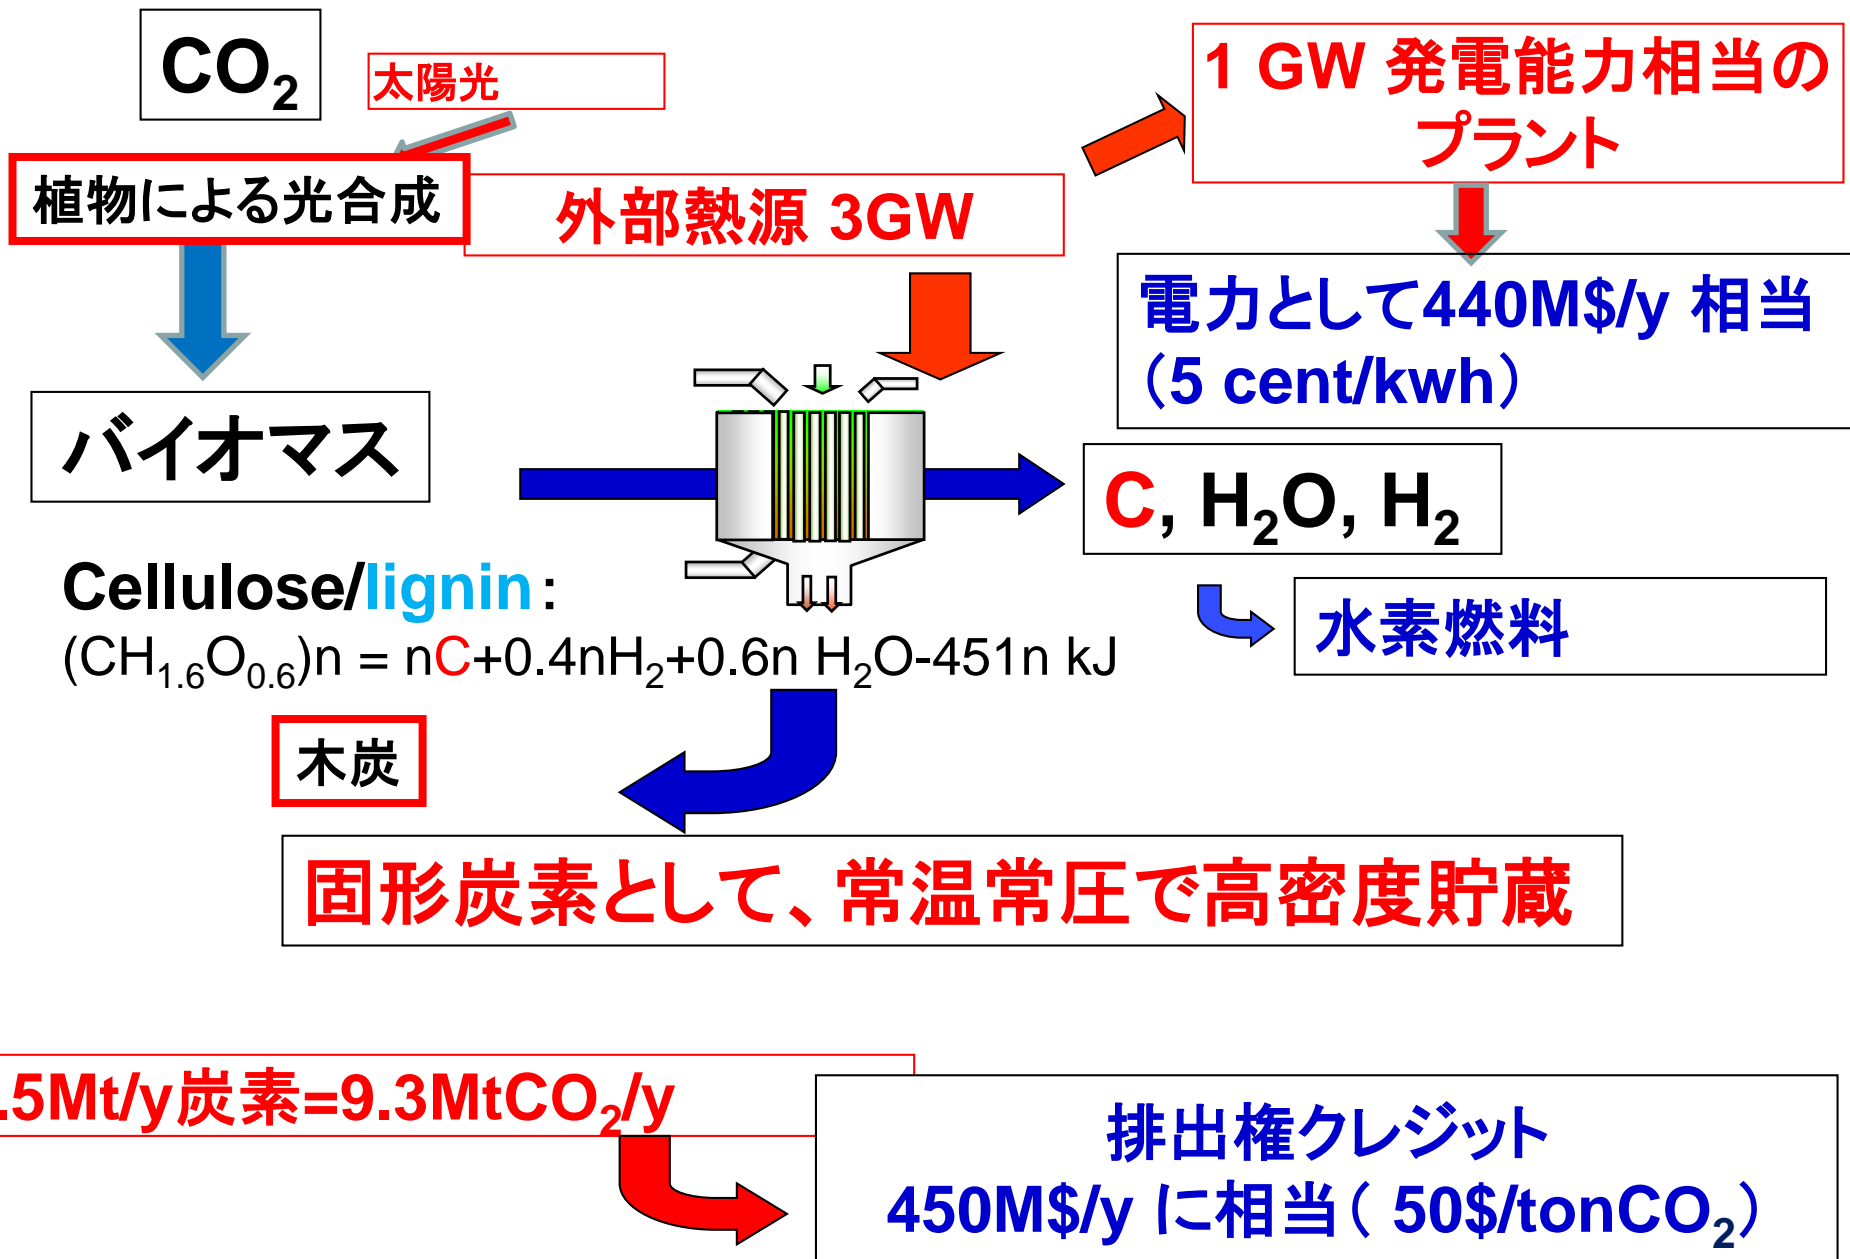 CO₂
太陽光
植物による光合成
外部熱源 3GW
1 GW 発電能力相当の
プラント
電力として440M$/y 相当
（5 cent/kwh）
バイオマス
C, H₂O, H₂
水素燃料
Cellulose/lignin：
(CH₁.₆O₀.₆)n = nC+0.4nH₂+0.6n H₂O-451n kJ
木炭
固形炭素として、常温常圧で高密度貯蔵
.5Mt/y炭素=9.3MtCO₂/y
排出権クレジット
450M$/y に相当（ 50$/tonCO₂）